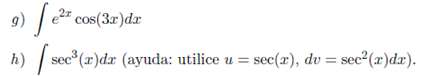 g) ∫ e^{2x} cos(3x)dx
h) ∫ sec³(x)dx (ayuda: utilice u = sec(x), dv = sec²(x)dx).